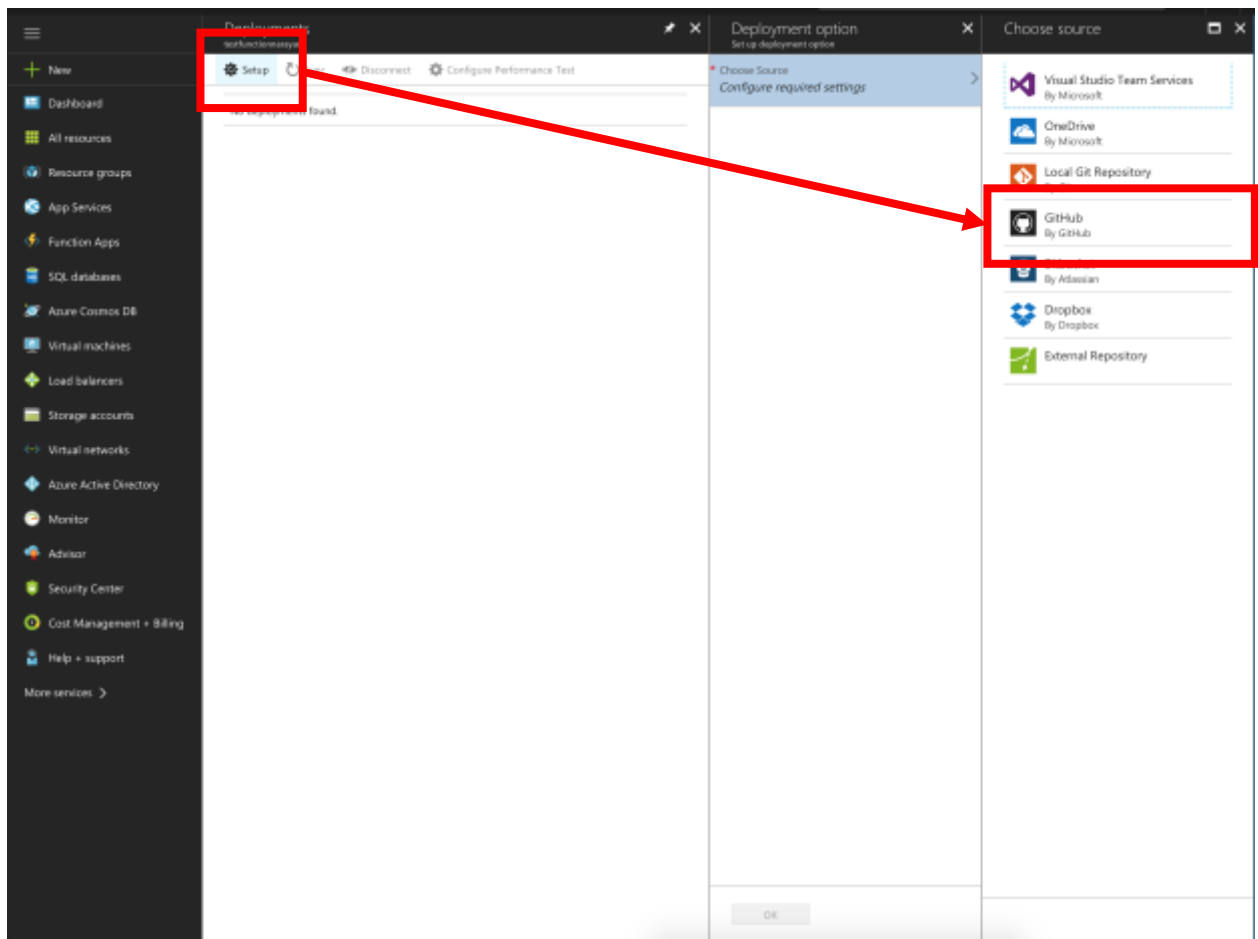 New
Dashboard
All resources
Resource groups
App Services
Function Apps
SQL databases
Azure Cosmos DB
Virtual machines
Load balancers
Storage accounts
Virtual networks
Azure Active Directory
Monitor
Advisor
Security Center
Cost Management + Billing
Help + support
More services
Deployments
Setup
Disconnect
Configure Performance Test
found.
Deployment option
Set up deployment option
* Choose Source
Configure required settings
OK
Choose source
Visual Studio Team Services
By Microsoft
OneDrive
By Microsoft
Local Git Repository
GitHub
By GitHub
By Atlassian
Dropbox
By Dropbox
External Repository